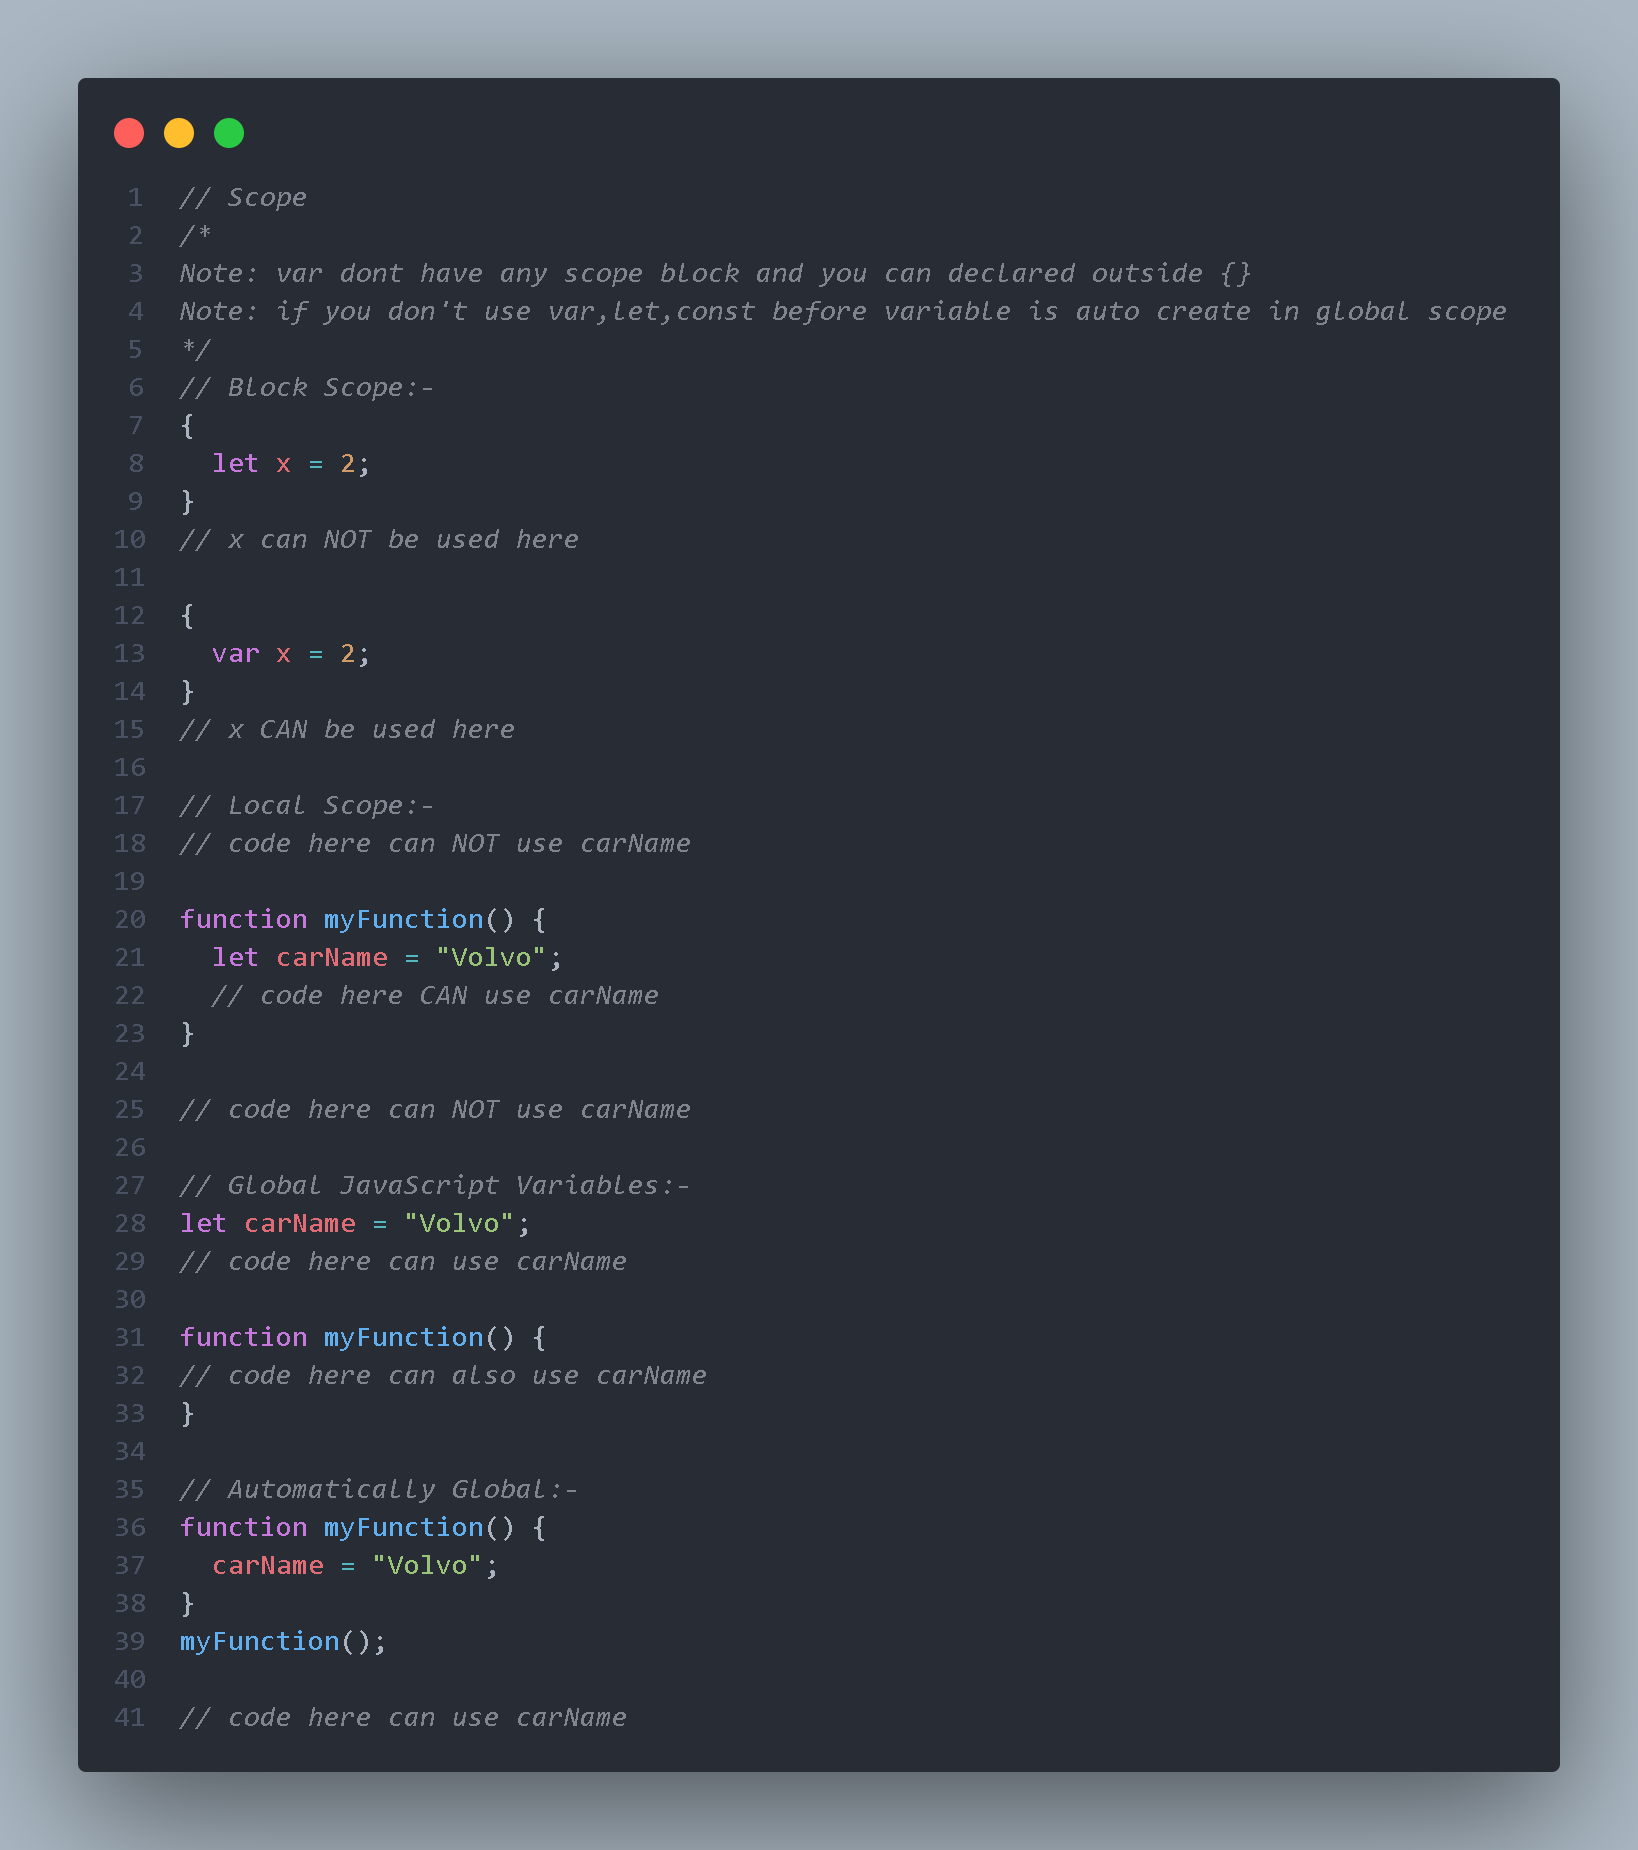 1 // Scope
2 /*
3 Note: var dont have any scope block and you can declared outside {}
4 Note: if you don't use var,let,const before variable is auto create in global scope
5 */
6 // Block Scope:-
7 {
8   let x = 2;
9 }
10 // x can NOT be used here
11
12 {
13   var x = 2;
14 }
15 // x CAN be used here
16
17 // Local Scope:-
18 // code here can NOT use carName
19
20 function myFunction() {
21   let carName = "Volvo";
22   // code here CAN use carName
23 }
24
25 // code here can NOT use carName
26
27 // Global JavaScript Variables:-
28 let carName = "Volvo";
29 // code here can use carName
30
31 function myFunction() {
32 // code here can also use carName
33 }
34
35 // Automatically Global:-
36 function myFunction() {
37   carName = "Volvo";
38 }
39 myFunction();
40
41 // code here can use carName